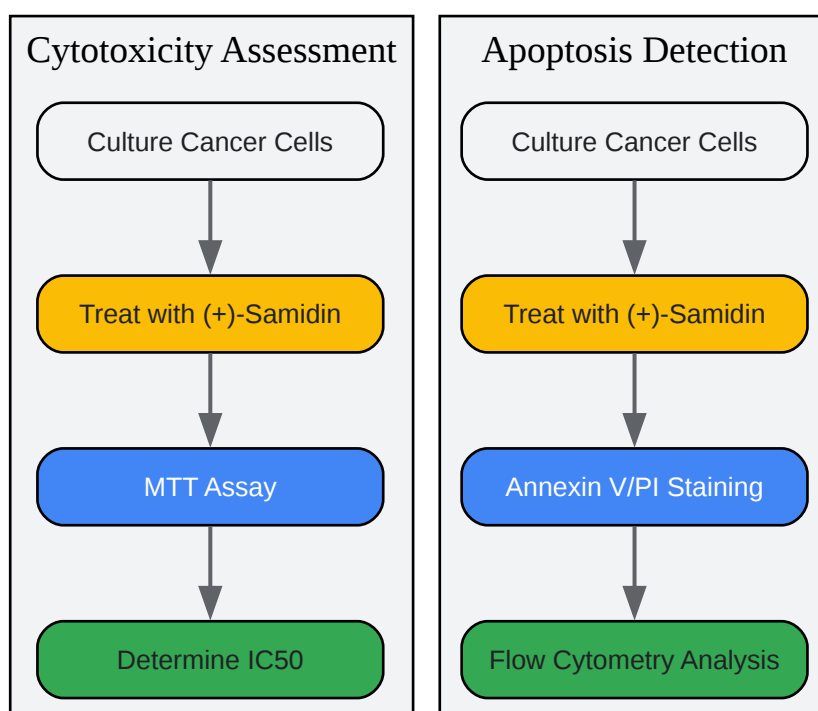 Cytotoxicity Assessment
Culture Cancer Cells
Treat with (+)-Samidin
MTT Assay
Determine IC50
Apoptosis Detection
Culture Cancer Cells
Treat with (+)-Samidin
Annexin V/PI Staining
Flow Cytometry Analysis